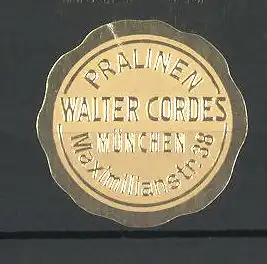 PRALINEN
WALTER CORDES
MÜNCHEN
Maximilianstr. 38